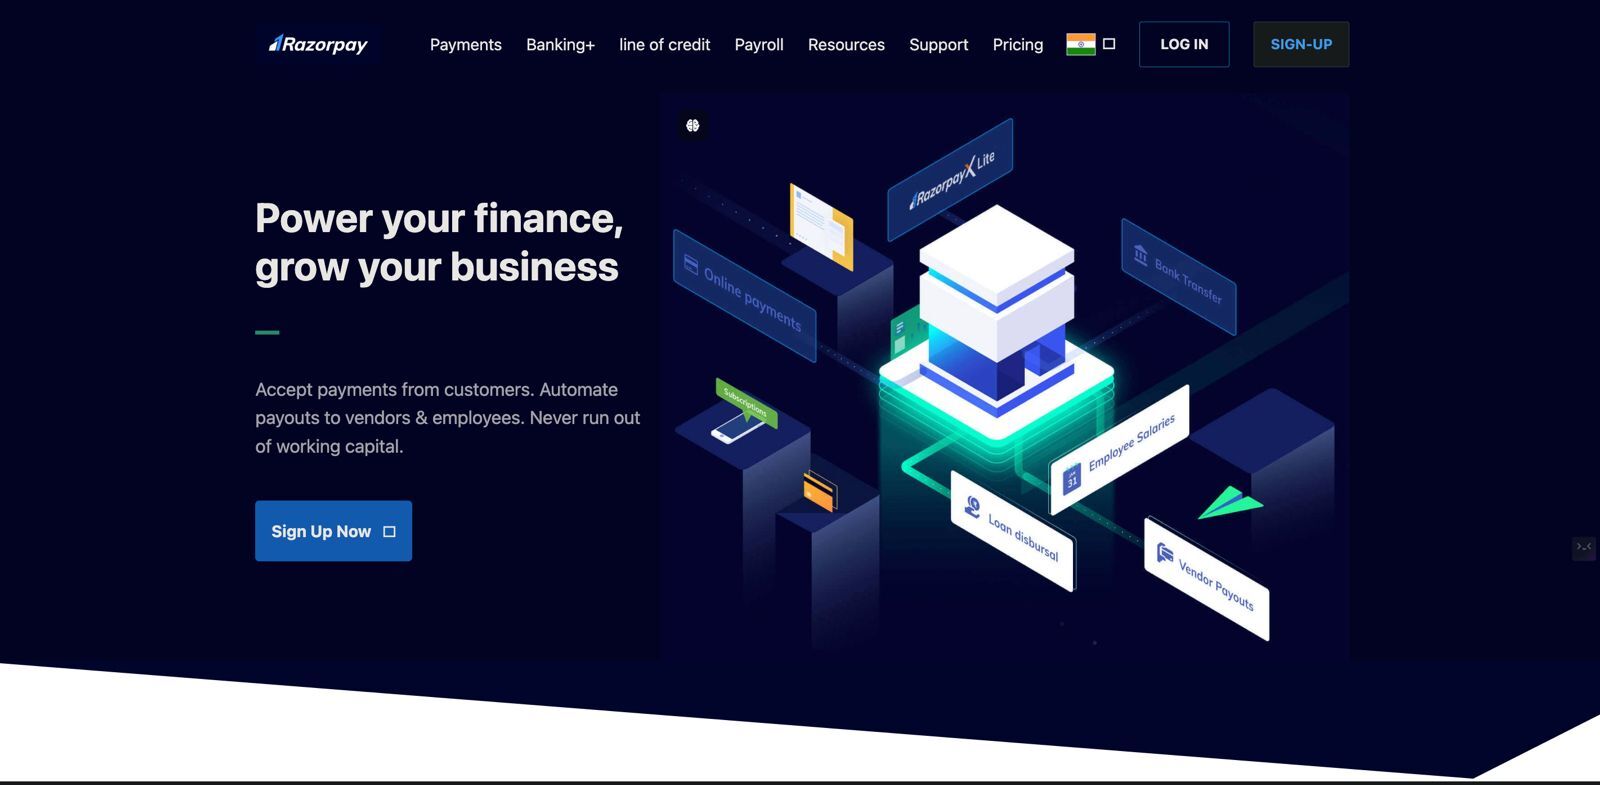 Razorpay
Payments
Banking+
line of credit
Payroll
Resources
Support
Pricing
LOG IN
SIGN-UP
Power your finance,
grow your business
Accept payments from customers. Automate
payouts to vendors & employees. Never run out
of working capital.
Sign Up Now
RazorpayX Lite
Online payments
Bank Transfer
Subscriptions
Employee Salaries
31
Loan disbursal
Vendor Payouts